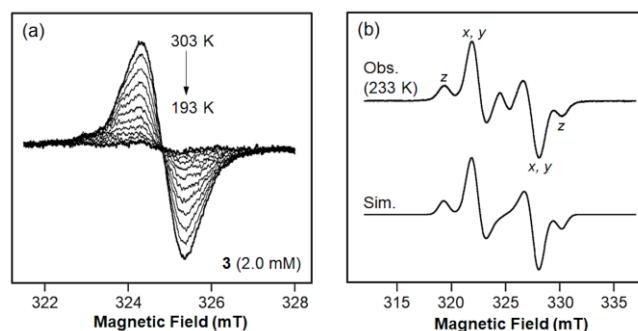 (a)
303 K
193 K
3 (2.0 mM)
322 324 326 328
Magnetic Field (mT)
(b)
x, y
z
Obs.
(233 K)
z
x, y
Sim.
315 320 325 330 335
Magnetic Field (mT)